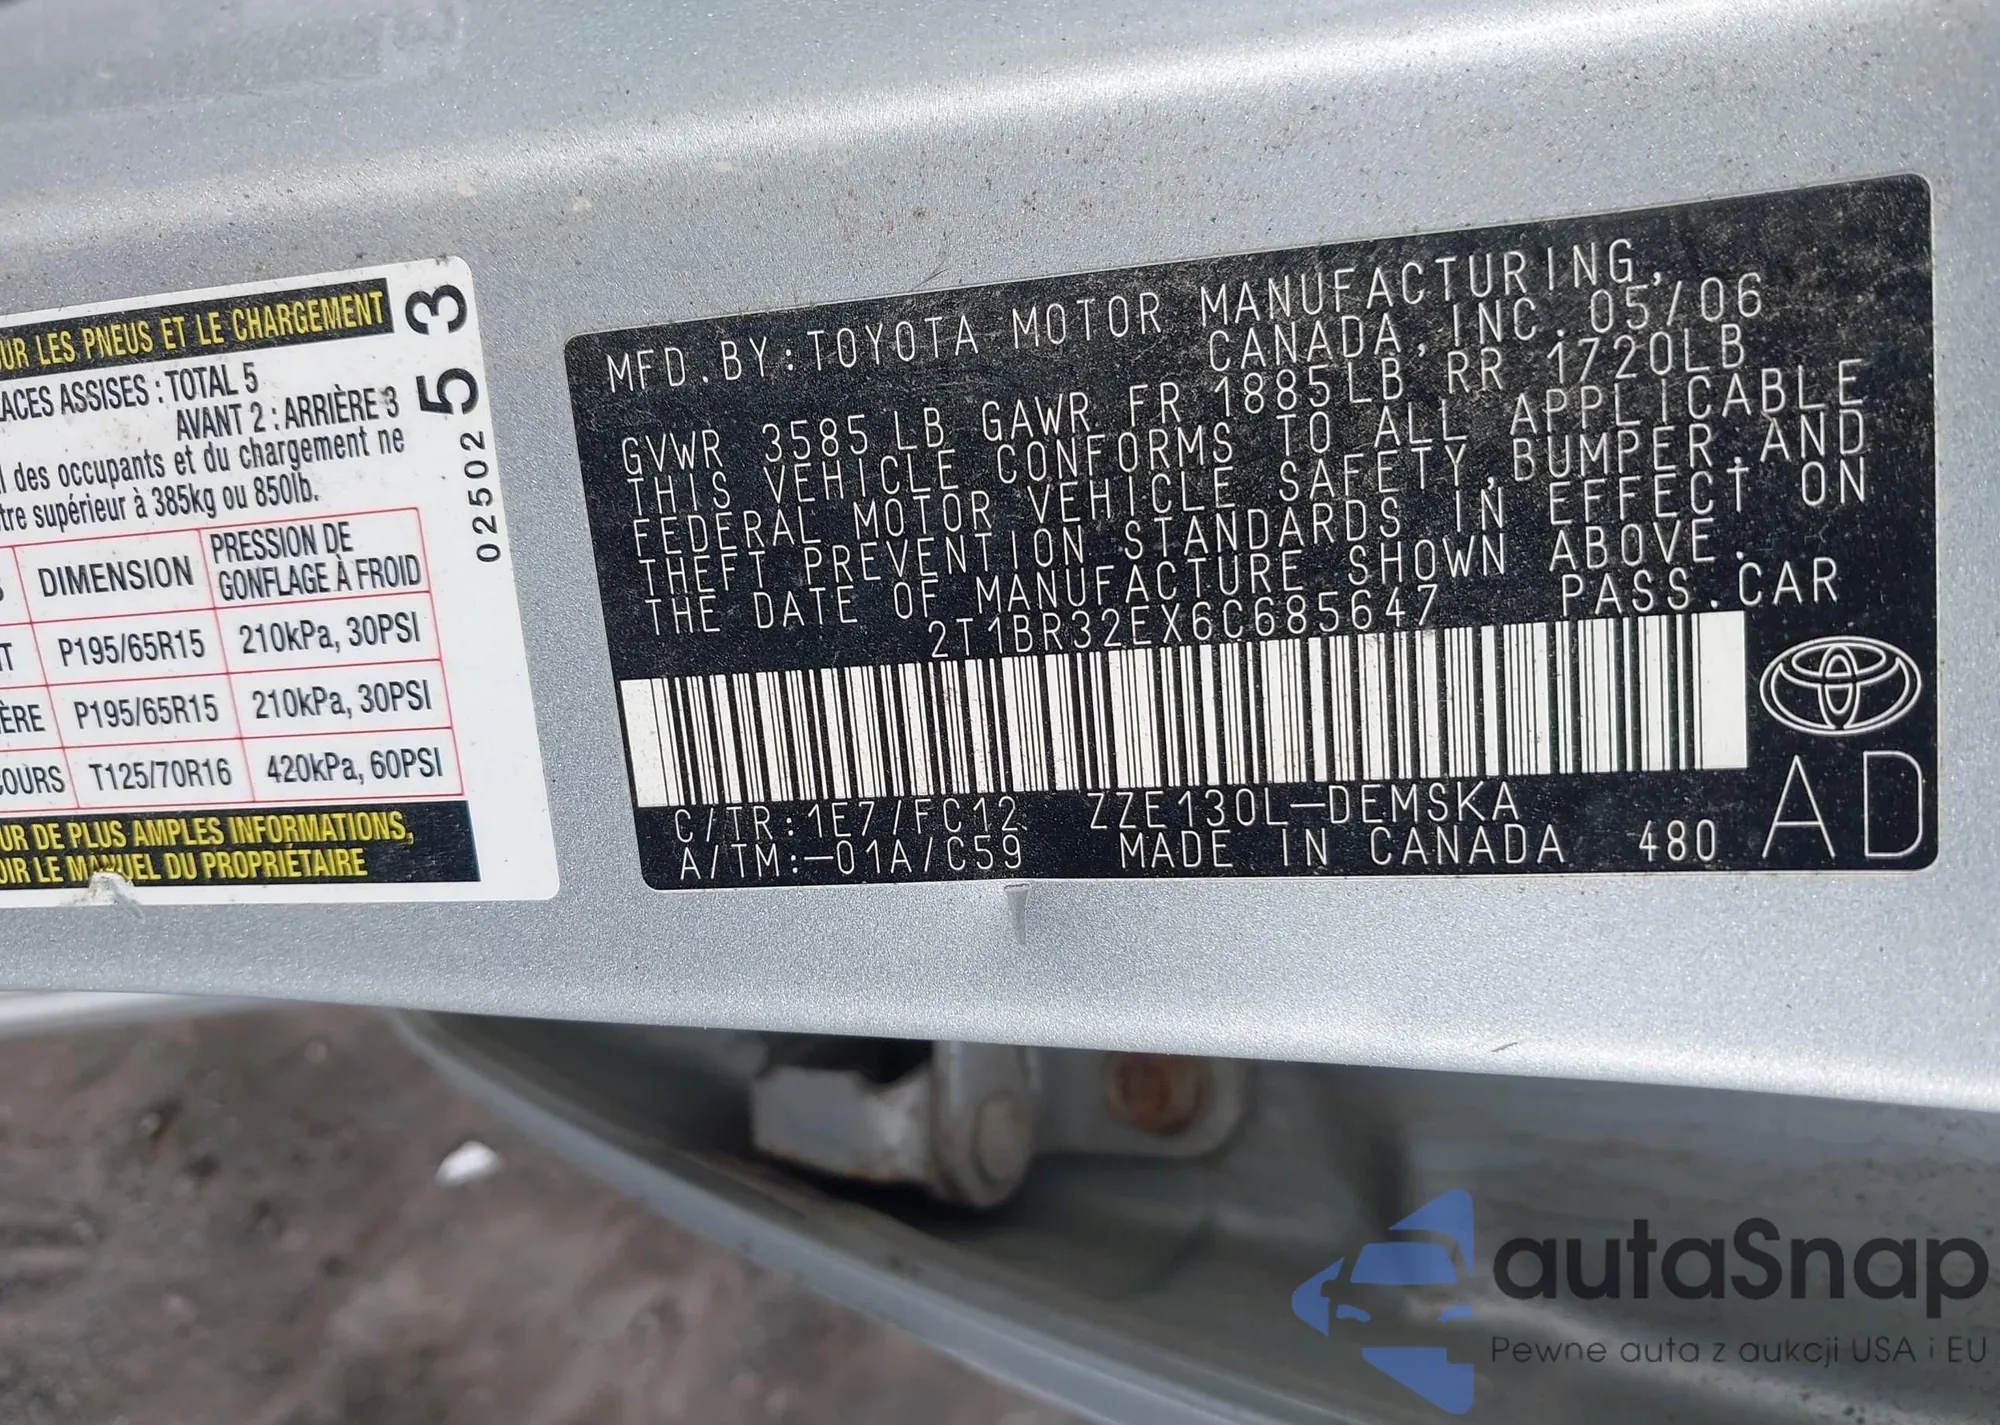 UR LES PNEUS ET LE CHARGEMENT
ACES ASSISES : TOTAL 5
AVANT 2 : ARRIÈRE 3
des occupants et du chargement ne
tre supérieur à 385kg ou 850lb.
DIMENSION PRESSION DE
GONFLAGE À FROID
P195/65R15 210kPa, 30PSI
ÈRE P195/65R15 210kPa, 30PSI
COURS T125/70R16 420kPa, 60PSI
UR DE PLUS AMPLES INFORMATIONS,
OIR LE MANUEL DU PROPRIÉTAIRE
02502 5 5 3
MFD.BY:TOYOTA MOTOR MANUFACTURING,
CANADA,INC.05/06
GVWR 3585LB GAWR FR 1885LB RR 1720LB
THIS VEHICLE CONFORMS TO ALL APPLICABLE
FEDERAL MOTOR VEHICLE SAFETY,BUMPER,AND
THEFT PREVENTION STANDARDS IN EFFECT ON
THE DATE OF MANUFACTURE SHOWN ABOVE.
2T1BR32EX6C685647 PASS.CAR
C/TR:1E7/FC12 ZZE130L-DEMSKA
A/TM:-01A/C59 MADE IN CANADA 480
AD
autaSnap
Pewne auta z aukcji USA i EU